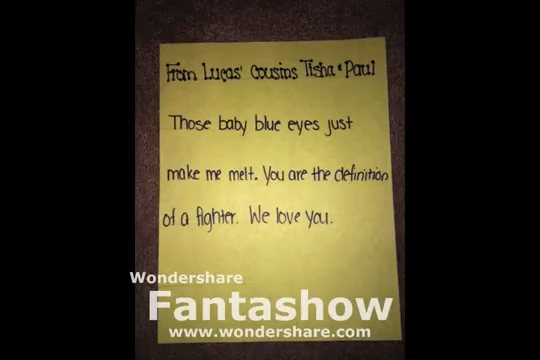 From Lucas' cousins Tisha & Paul
Those baby blue eyes just
make me melt. You are the definition
of a fighter. We love you.
Wondershare
Fantashow
www.wondershare.com